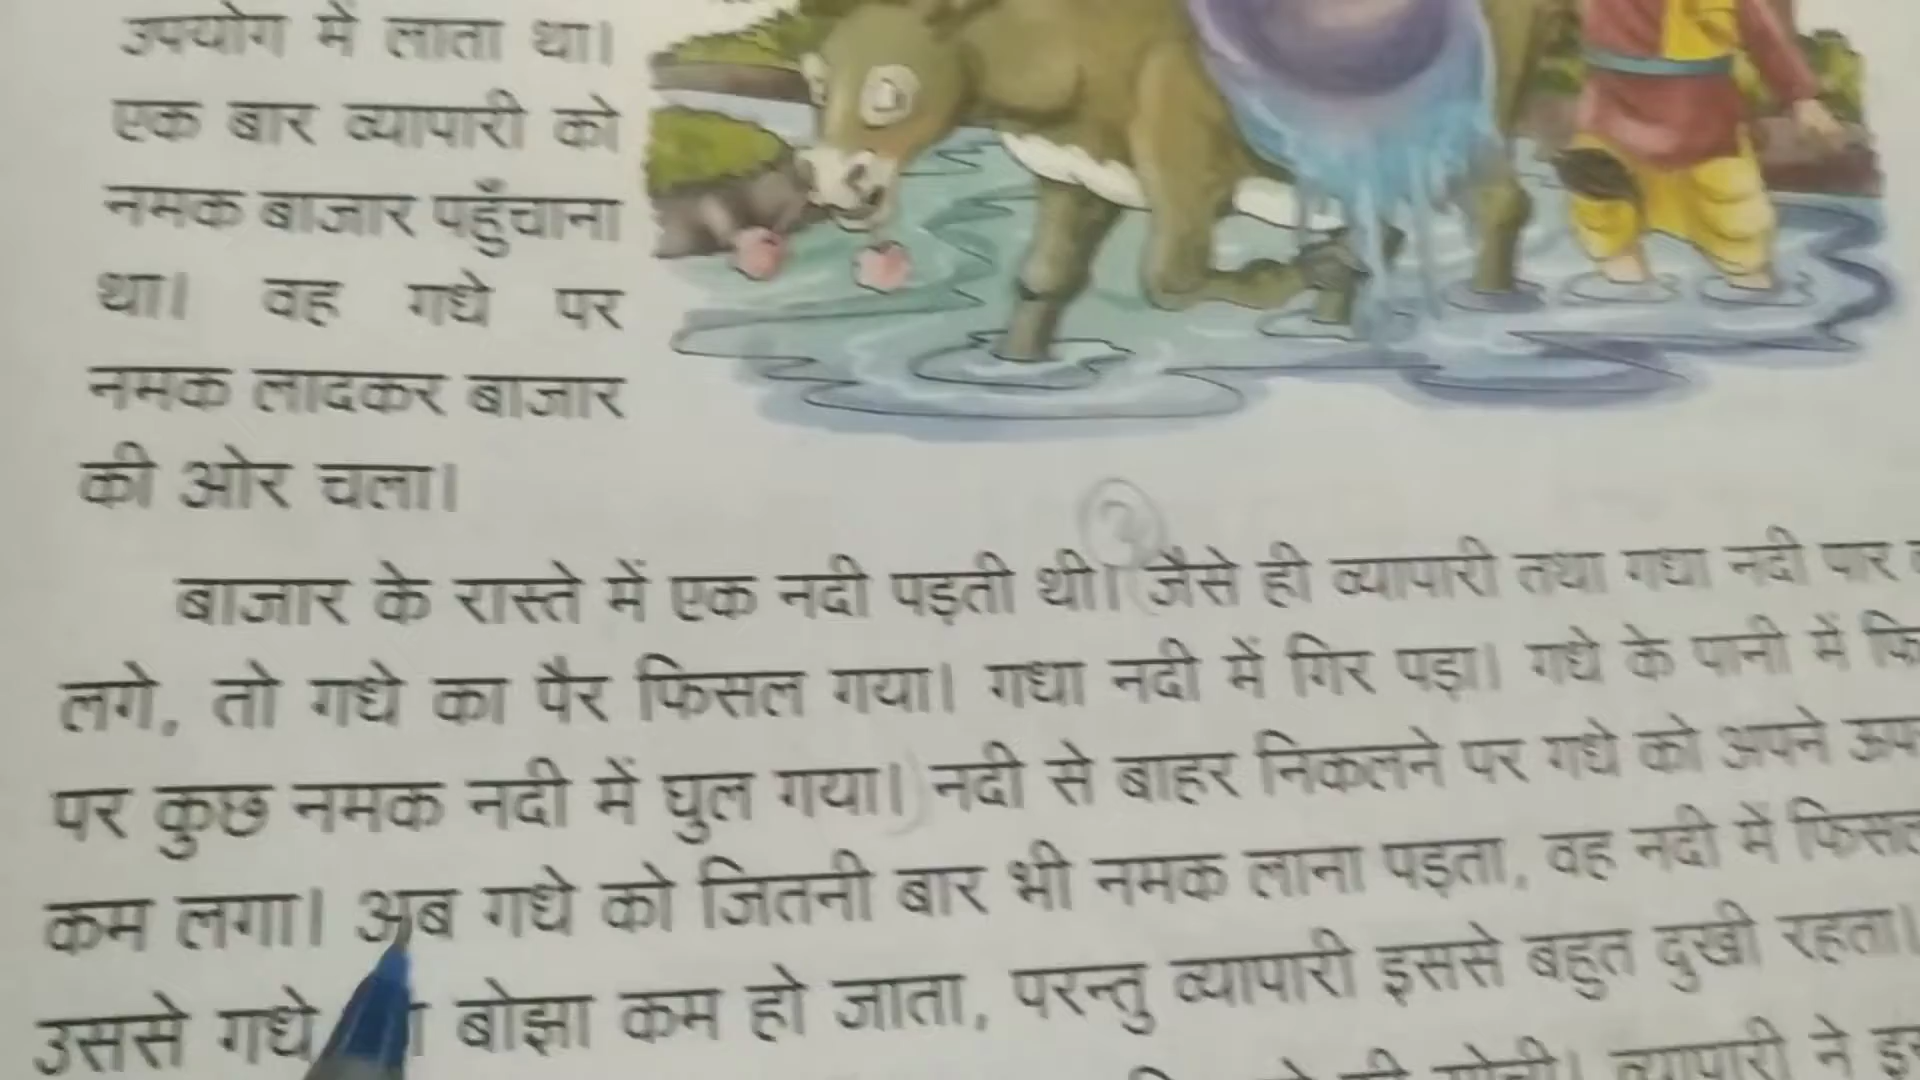 उपयोग में लाता था।
एक बार व्यापारी को
नमक बाजार पहुँचाना
था। वह गधे पर
नमक लादकर बाजार
की ओर चला।
2
बाजार के रास्ते में एक नदी पड़ती थी। जैसे ही व्यापारी तथा गधा नदी पार
लगे, तो गधे का पैर फिसल गया। गधा नदी में गिर पड़ा। गधे के पानी में
पर कुछ नमक नदी में घुल गया। नदी से बाहर निकलने पर गधे को अपने
कम लगा। अब गधे को जितनी बार भी नमक लाना पड़ता, वह नदी में
उससे गधे बोझा कम हो जाता, परन्तु व्यापारी इससे बहुत दुखी रहता।
व्यापारी ने